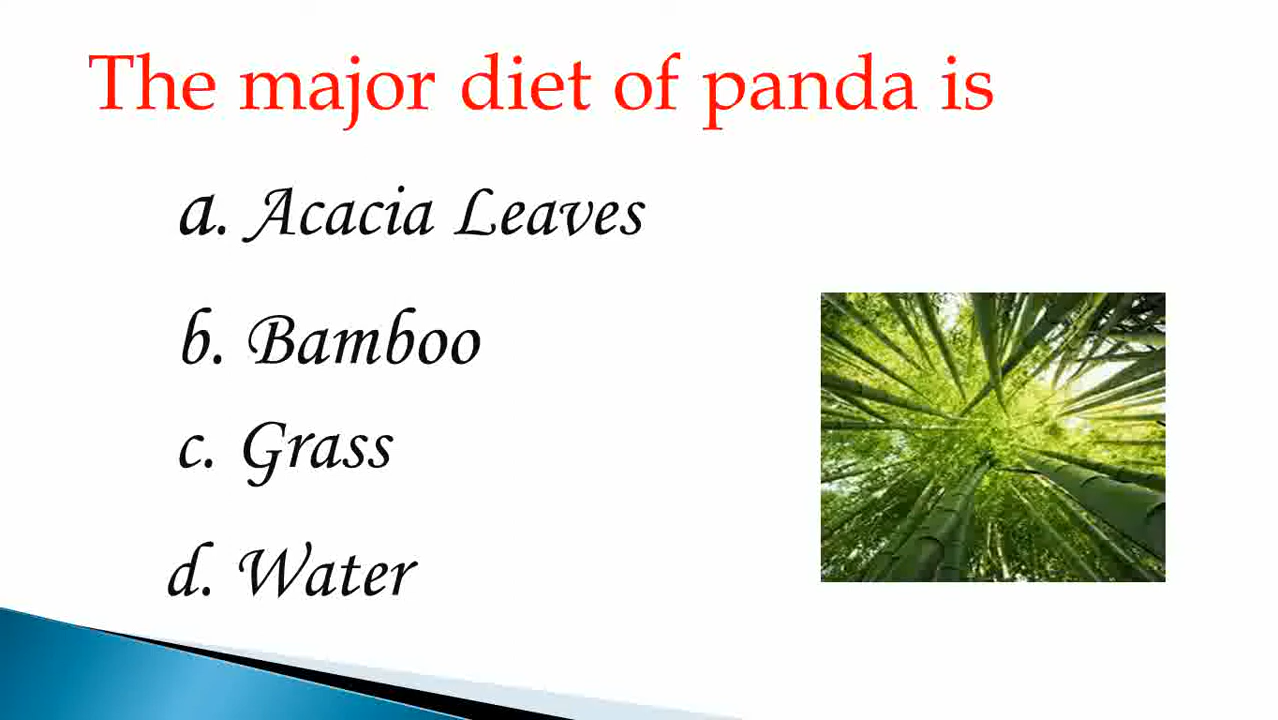 The major diet of panda is
a. Acacia Leaves
b. Bamboo
c. Grass
d. Water